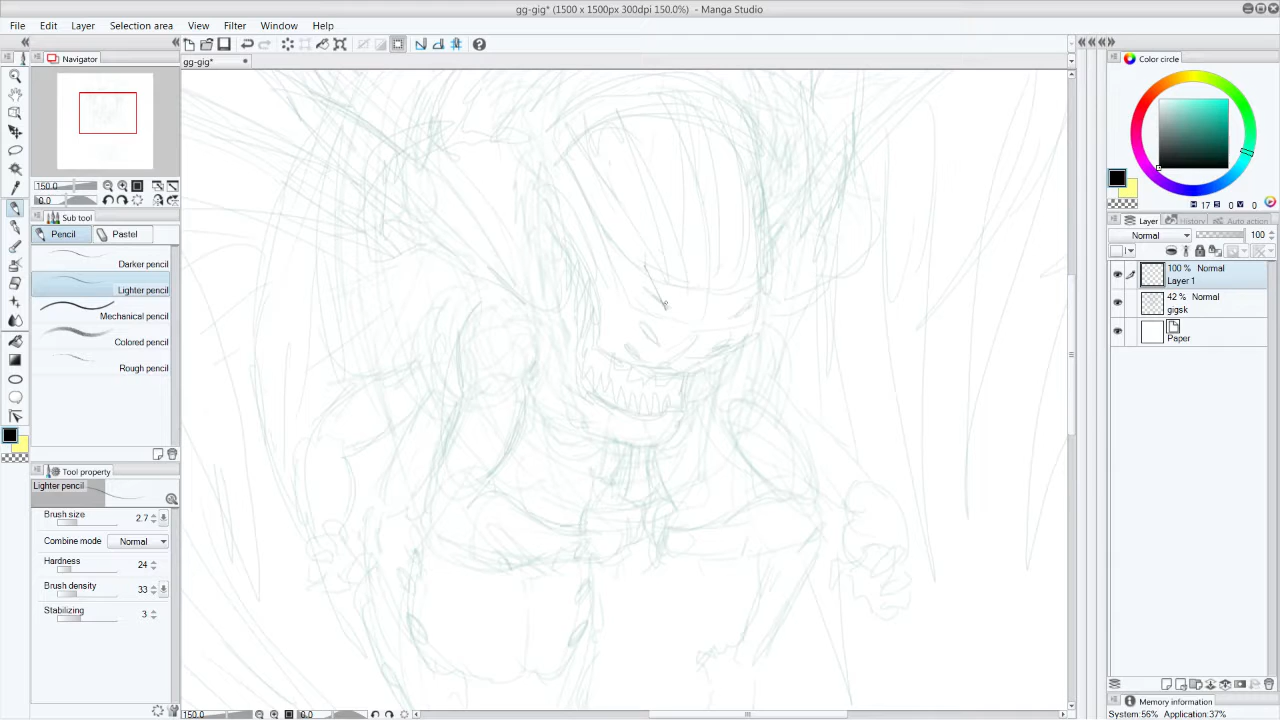 gg-gig* (1500 x 1500px 300dpi 150.0%) - Manga Studio
File Edit Layer Selection area View Filter Window Help
gg-gig*
Navigator
150.0
0.0
Sub tool
Pencil Pastel
Darker pencil
Lighter pencil
Mechanical pencil
Colored pencil
Rough pencil
Tool property
Lighter pencil
Brush size 2.7
Combine mode Normal
Hardness 24
Brush density 33
Stabilizing 3
150.0 0.0
Color circle
H 17 S 0 V 0
Layer History Auto action
Normal 100
100 % Normal
Layer 1
42 % Normal
gigsk
Paper
Memory information
System:56% Application:37%